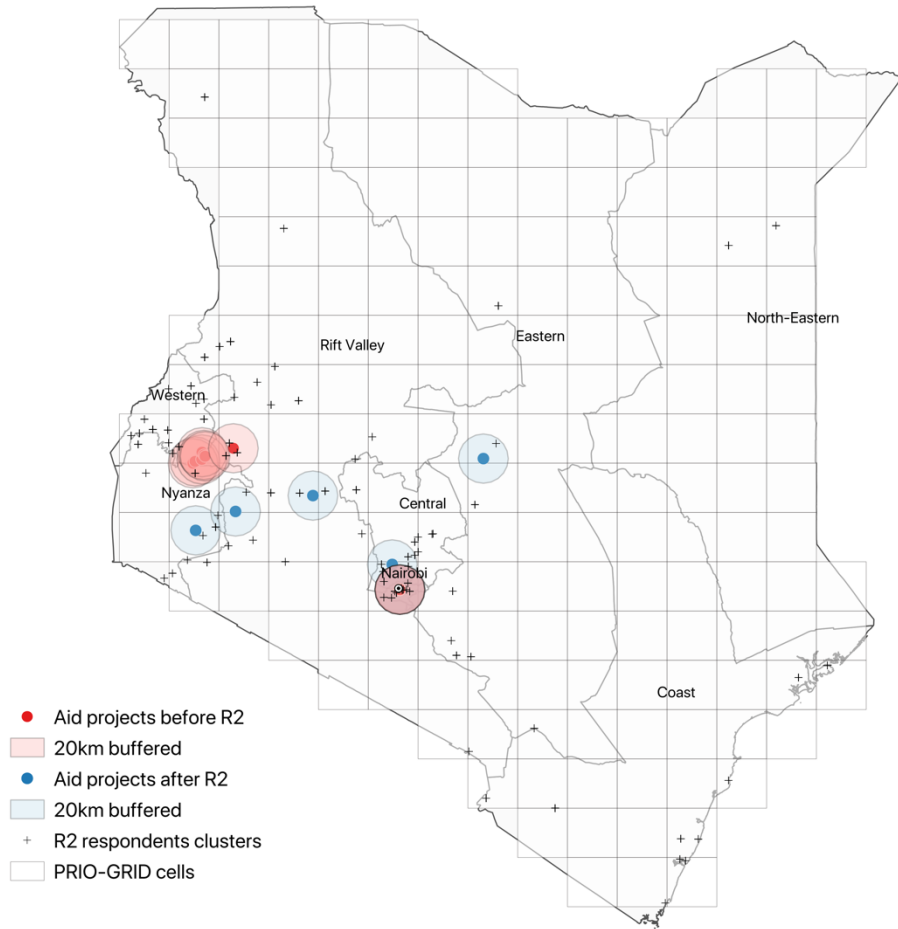 North-Eastern
Eastern
Rift Valley
Western
Nyanza
Central
Nairobi
Coast
Aid projects before R2
20km buffered
Aid projects after R2
20km buffered
R2 respondents clusters
PRIO-GRID cells